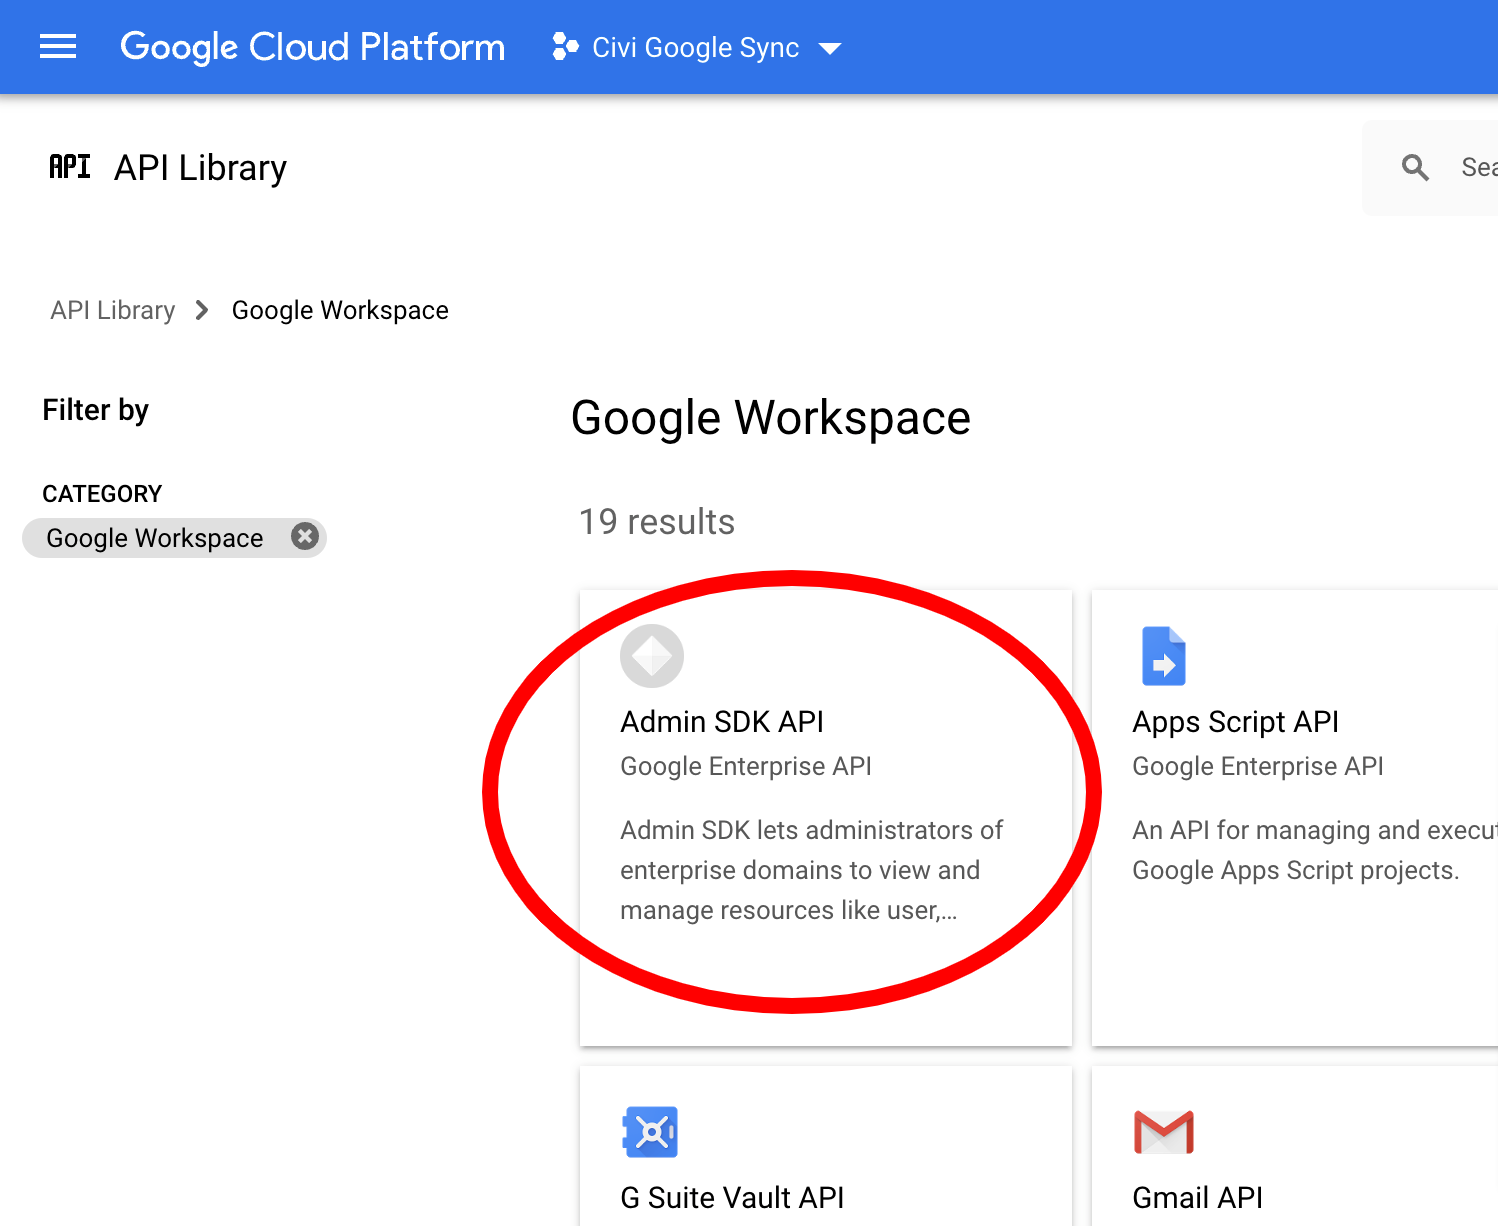 Google Cloud Platform
Civi Google Sync
API
API Library
API Library
Google Workspace
Filter by
CATEGORY
Google Workspace
Google Workspace
19 results
Admin SDK API
Google Enterprise API
Admin SDK lets administrators of
enterprise domains to view and
manage resources like user,...
Apps Script API
Google Enterprise API
An API for managing and
Google Apps Script projects.
G Suite Vault API
Gmail API